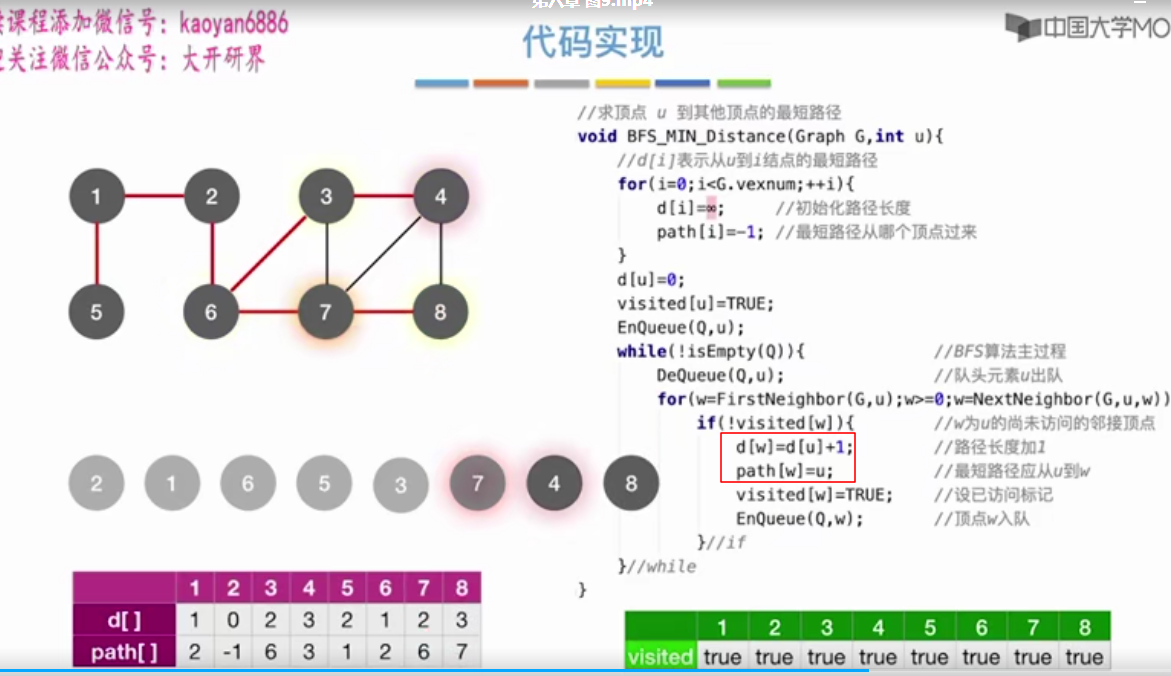 第六章 图9.mp4
课程添加微信号：kaoyan6886
关注微信公众号：大开研界
代码实现
中国大学MO
//求顶点 u 到其他顶点的最短路径
void BFS_MIN_Distance(Graph G,int u){
//d[i]表示从u到i结点的最短路径
for(i=0;i<G.vexnum;++i){
d[i]=∞; //初始化路径长度
path[i]=-1; //最短路径从哪个顶点过来
}
d[u]=0;
visited[u]=TRUE;
EnQueue(Q,u);
while(!isEmpty(Q)){ //BFS算法主过程
DeQueue(Q,u); //队头元素u出队
for(w=FirstNeighbor(G,u);w>=0;w=NextNeighbor(G,u,w))
if(!visited[w]){ //w为u的尚未访问的邻接顶点
d[w]=d[u]+1; //路径长度加1
path[w]=u; //最短路径应从u到w
visited[w]=TRUE; //设已访问标记
EnQueue(Q,w); //顶点w入队
}//if
}//while
}
1 2 3 4
5 6 7 8
2 1 6 5 3 7 4 8
1 2 3 4 5 6 7 8
d[ ] 1 0 2 3 2 1 2 3
path[ ] 2 -1 6 3 1 2 6 7
1 2 3 4 5 6 7 8
visited true true true true true true true true